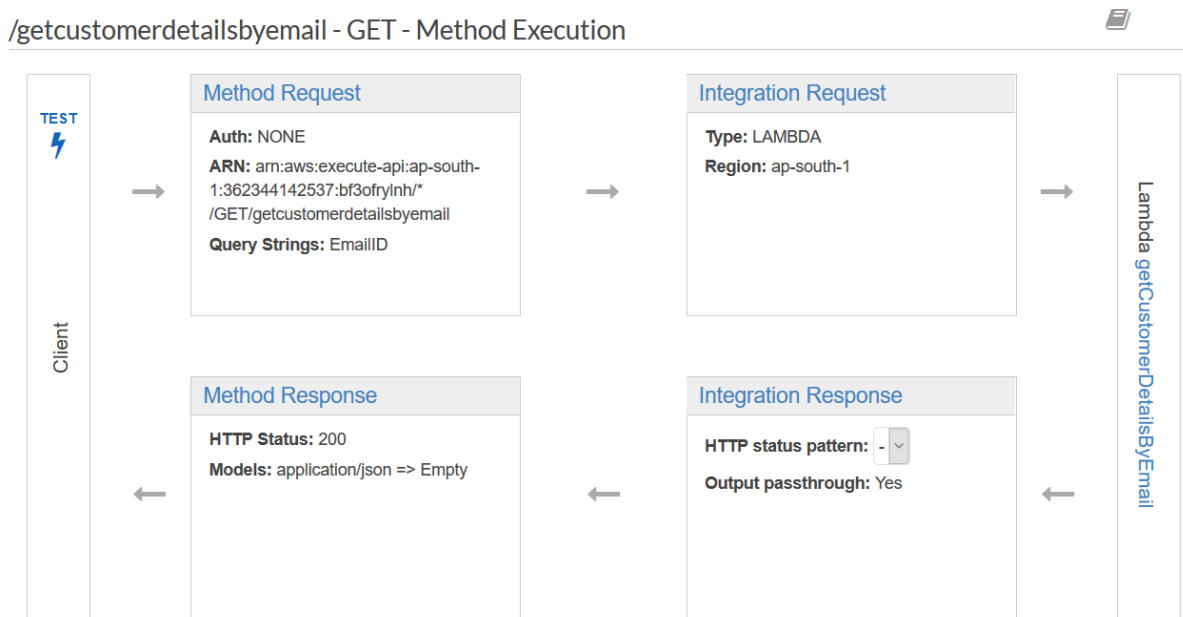 /getcustomerdetailsbyemail - GET - Method Execution
TEST
Client
Method Request
Auth: NONE
ARN: arn:aws:execute-api:ap-south-
1:362344142537:bf3ofrylnh/*
/GET/getcustomerdetailsbyemail
Query Strings: EmailID
Integration Request
Type: LAMBDA
Region: ap-south-1
Lambda getCustomerDetailsByEmail
Method Response
HTTP Status: 200
Models: application/json => Empty
Integration Response
HTTP status pattern: -
Output passthrough: Yes